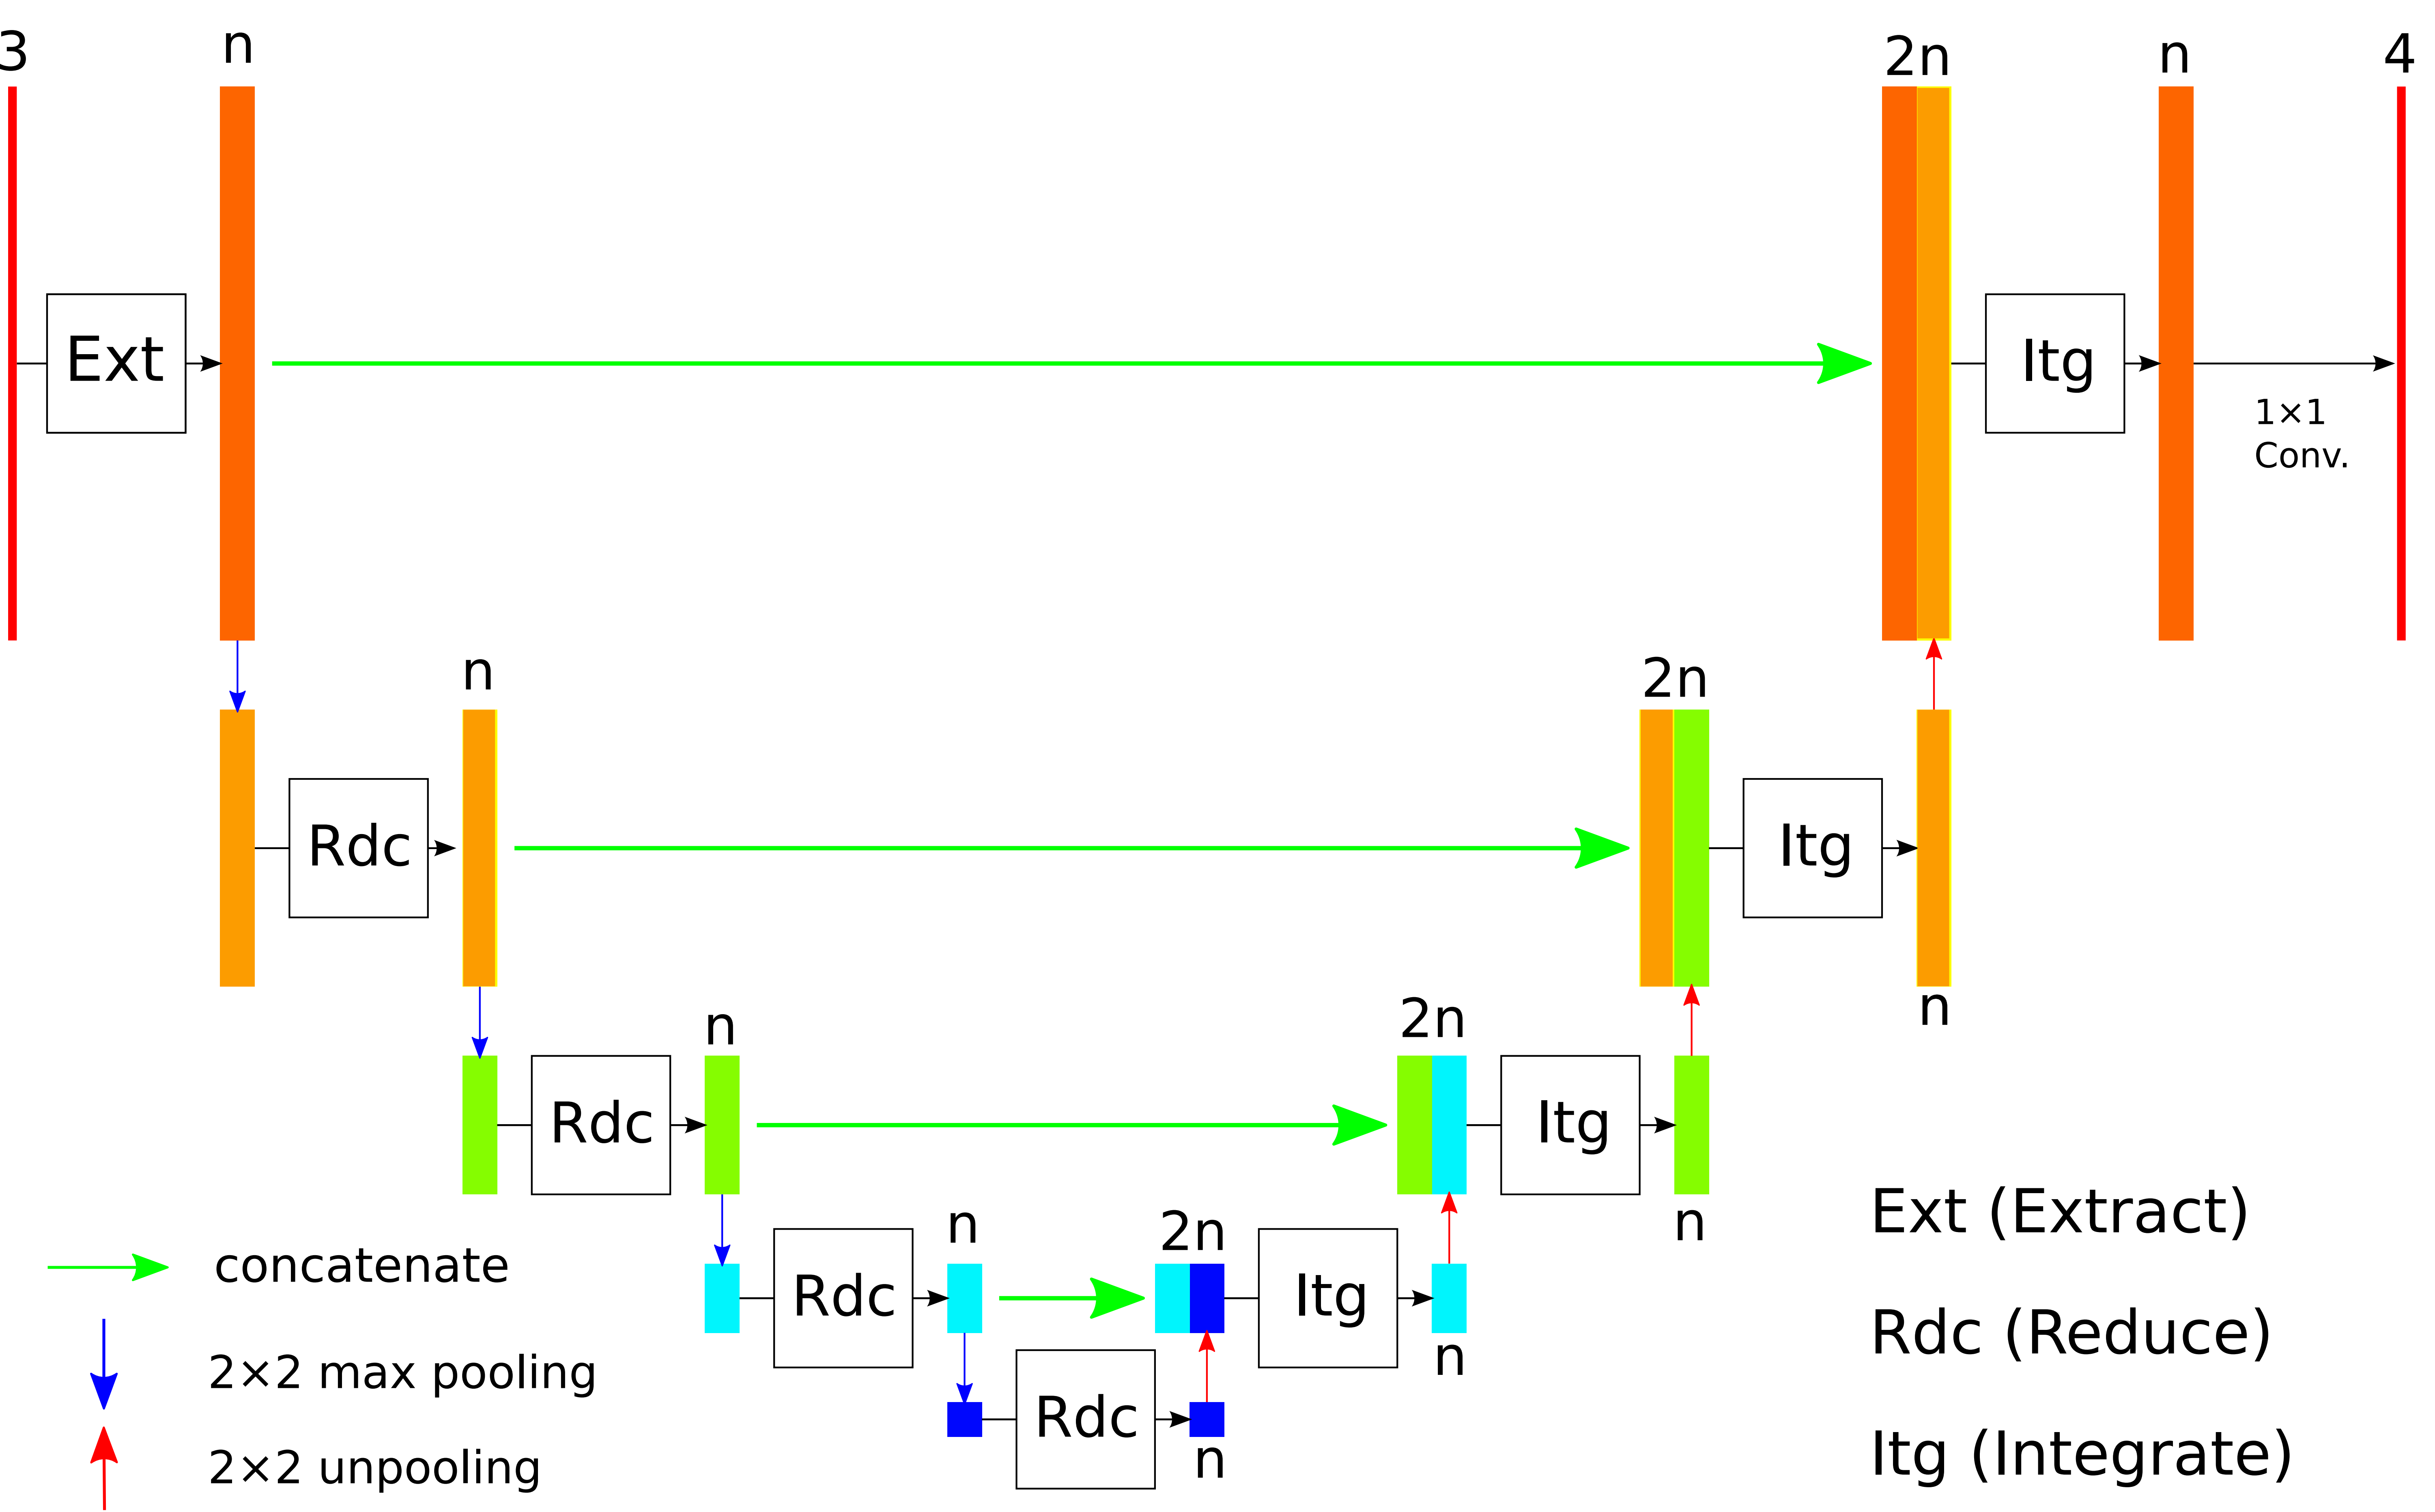 3
n
2n
n
4
Ext
Itg
1×1
Conv.
n
2n
Rdc
Itg
n
n
2n
Rdc
Itg
n
n
2n
Rdc
Itg
n
Rdc
n
concatenate
2×2 max pooling
2×2 unpooling
Ext (Extract)
Rdc (Reduce)
Itg (Integrate)